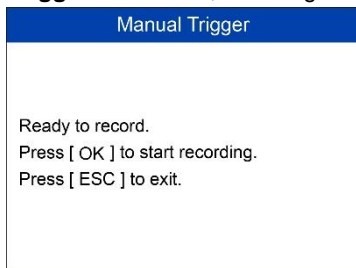 Manual Trigger
Ready to record.
Press [ OK ] to start recording.
Press [ ESC ] to exit.